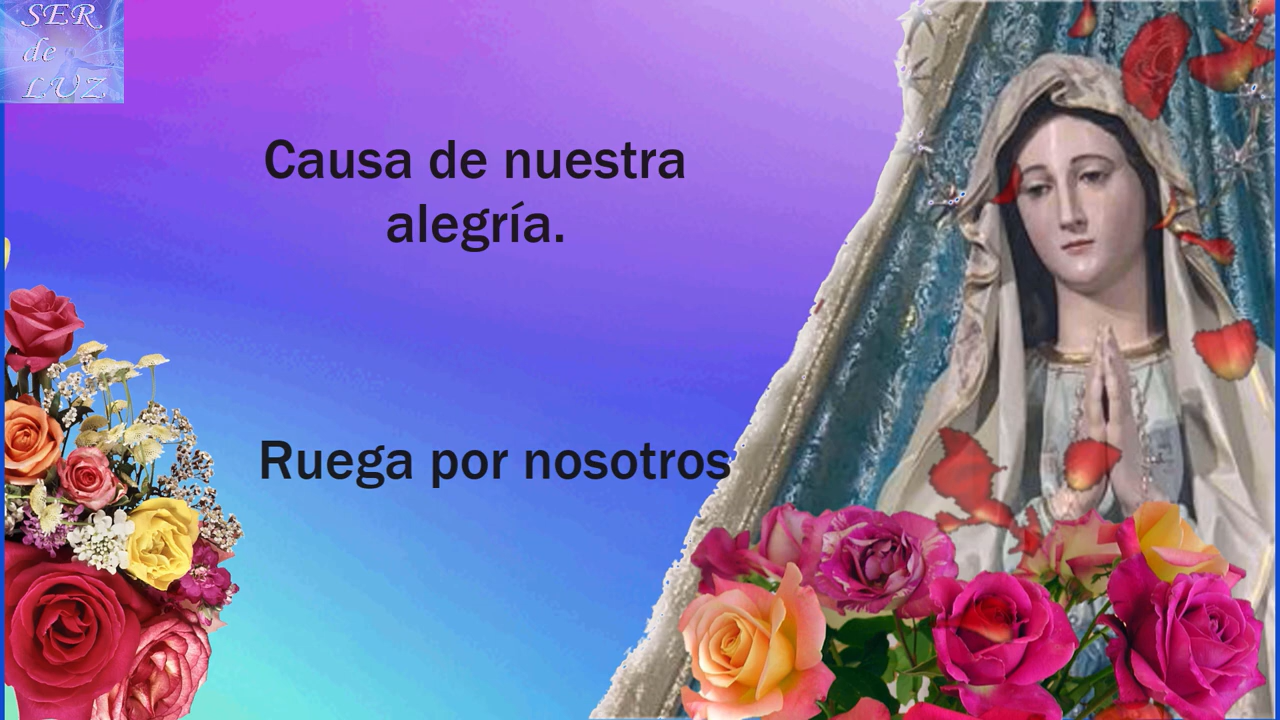 SER
de
LUZ
Causa de nuestra
alegría.
Ruega por nosotros